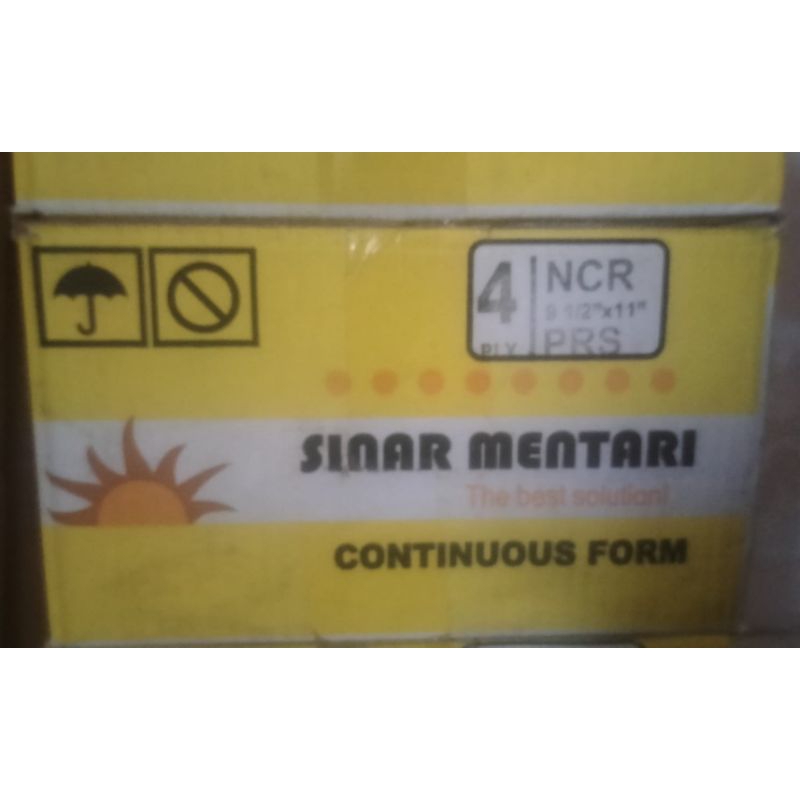 4 NCR
9 1/2"x11"
PLY PRS
SINAR MENTARI
The best solution!
CONTINUOUS FORM